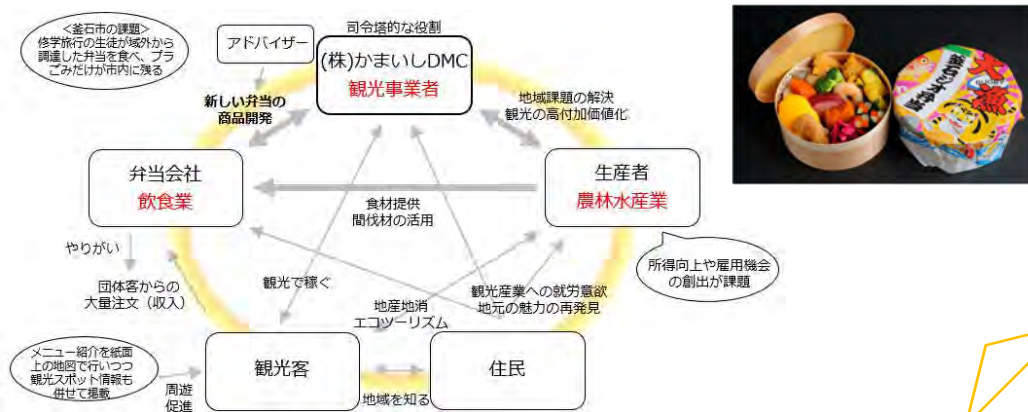 ＜釜石市の課題＞
修学旅行の生徒が域外から
調達した弁当を食べ、プラ
ごみだけが市内に残る
アドバイザー
司令塔的な役割
(株)かまいしDMC
観光事業者
新しい弁当の
商品開発
地域課題の解決
観光の高付加価値化
弁当会社
飲食業
生産者
農林水産業
食材提供
間伐材の活用
やりがい
団体客からの
大量注文（収入）
観光で稼ぐ
地産地消
エコツーリズム
観光産業への就労意欲
地元の魅力の再発見
所得向上や雇用機会
の創出が課題
メニュー紹介を紙面
上の地図で行いつつ
観光スポット情報も
併せて掲載
周遊
促進
観光客
地域を知る
住民
大漁